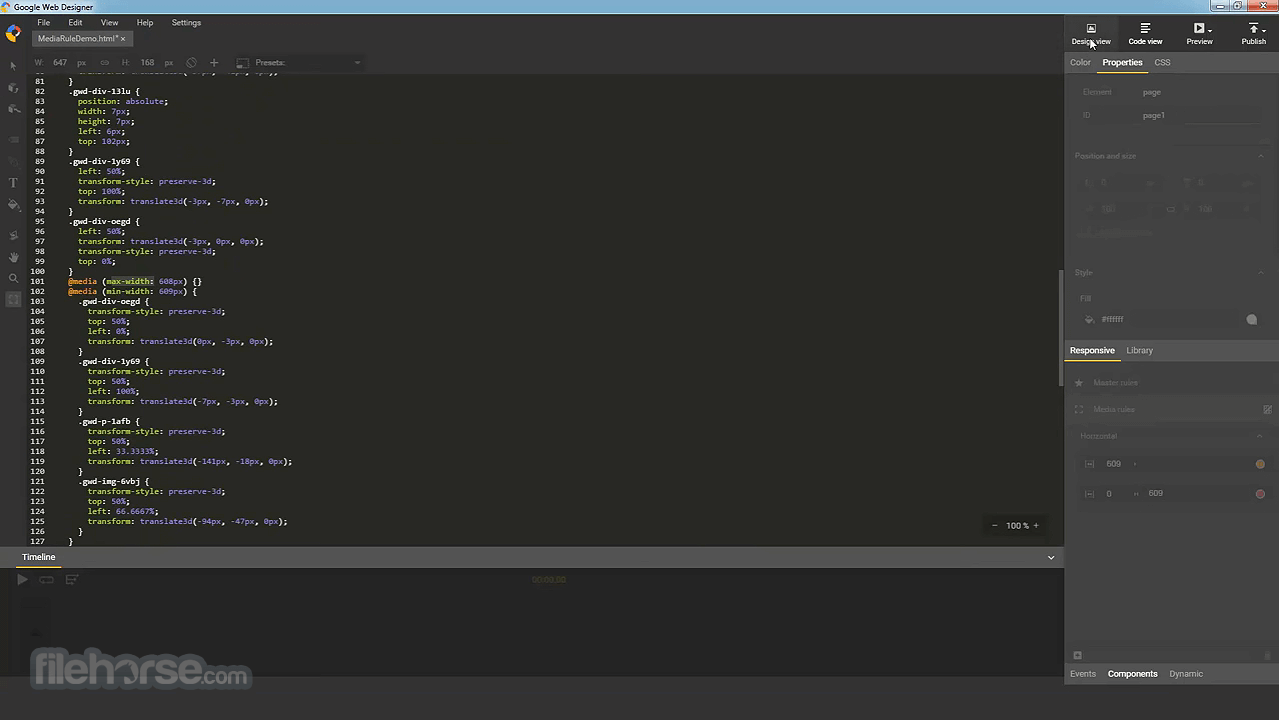 Google Web Designer
File Edit View Help Settings
MediaRuleDemo.html* ×
Design view Code view Preview Publish
W: 647 px H: 168 px Presets:
Color Properties CSS
81 }
82 .gwd-div-13lu {
83 position: absolute;
84 width: 7px;
85 height: 7px;
86 left: 6px;
87 top: 102px;
88 }
89 .gwd-div-1y69 {
90 left: 50%;
91 transform-style: preserve-3d;
92 top: 100%;
93 transform: translate3d(-3px, -7px, 0px);
94 }
95 .gwd-div-oegd {
96 left: 50%;
97 transform: translate3d(-3px, 0px, 0px);
98 transform-style: preserve-3d;
99 top: 0%;
100 }
101 @media (max-width: 608px) {}
102 @media (min-width: 609px) {
103 .gwd-div-oegd {
104 transform-style: preserve-3d;
105 top: 50%;
106 left: 0%;
107 transform: translate3d(0px, -3px, 0px);
108 }
109 .gwd-div-1y69 {
110 transform-style: preserve-3d;
111 top: 50%;
112 left: 100%;
113 transform: translate3d(-7px, -3px, 0px);
114 }
115 .gwd-p-1afb {
116 transform-style: preserve-3d;
117 top: 50%;
118 left: 33.3333%;
119 transform: translate3d(-141px, -18px, 0px);
120 }
121 .gwd-img-6vbj {
122 transform-style: preserve-3d;
123 top: 50%;
124 left: 66.6667%;
125 transform: translate3d(-94px, -47px, 0px);
126 }
127 }
Element page
ID page1
Position and size
0 0
Style
Fill
#ffffff
Responsive Library
Master rules
Media rules
Horizontal
609
0 609
− 100 % +
Timeline
Events Components Dynamic
filehorse.com